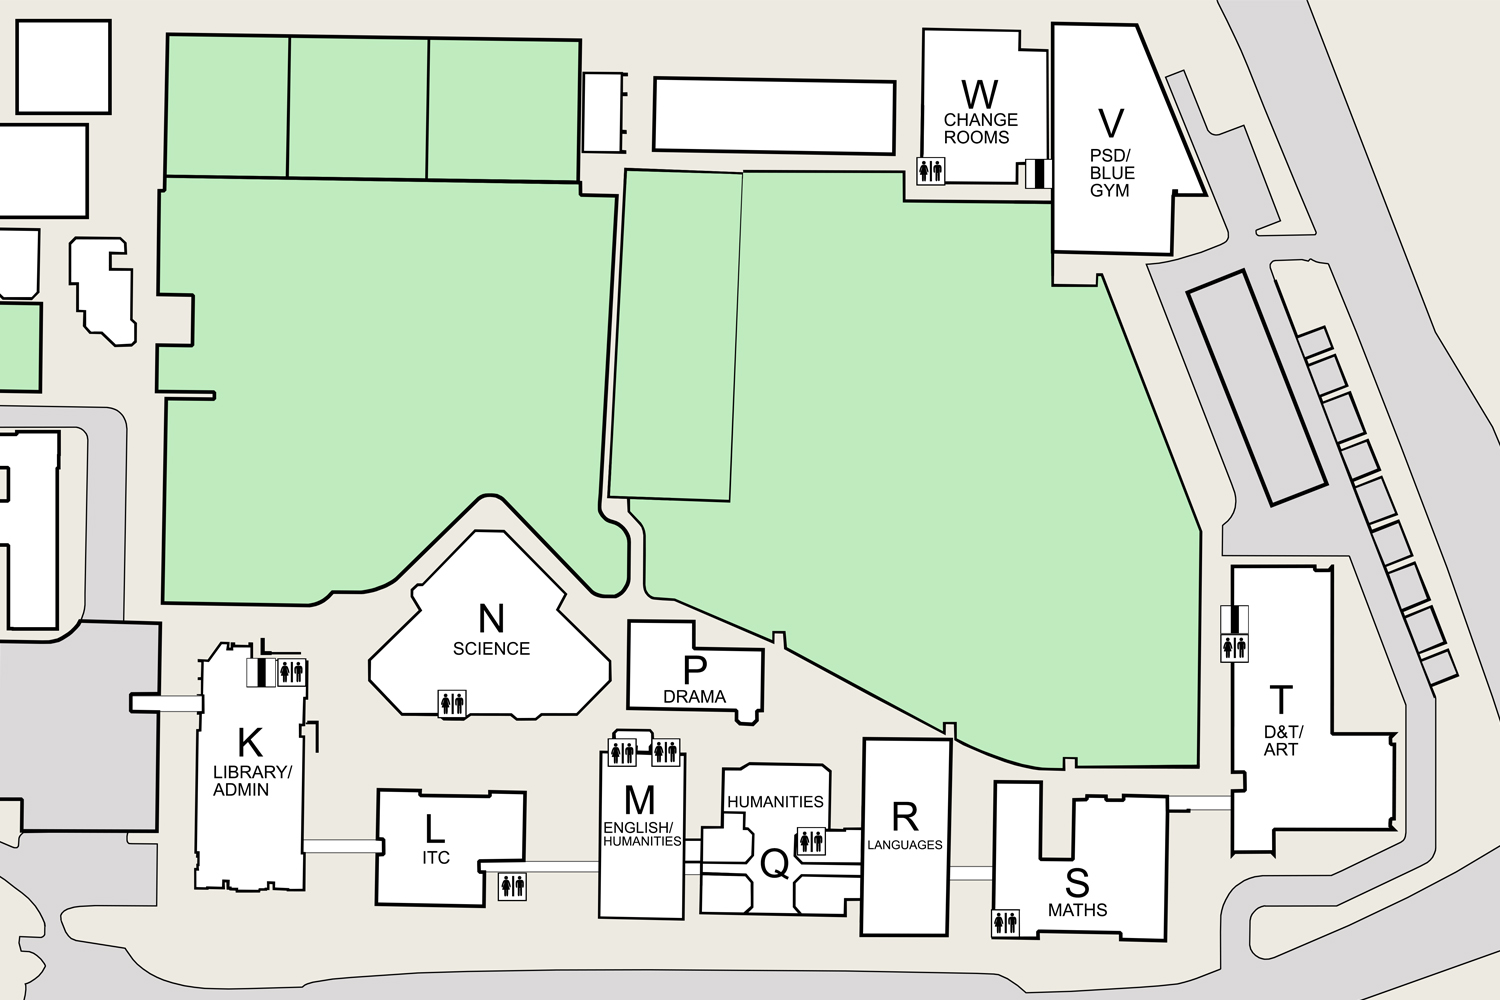 W
CHANGE
ROOMS
V
PSD/
BLUE
GYM
N
SCIENCE
P
DRAMA
K
LIBRARY/
ADMIN
L
ITC
M
ENGLISH/
HUMANITIES
HUMANITIES
Q
R
LANGUAGES
S
MATHS
T
D&T/
ART